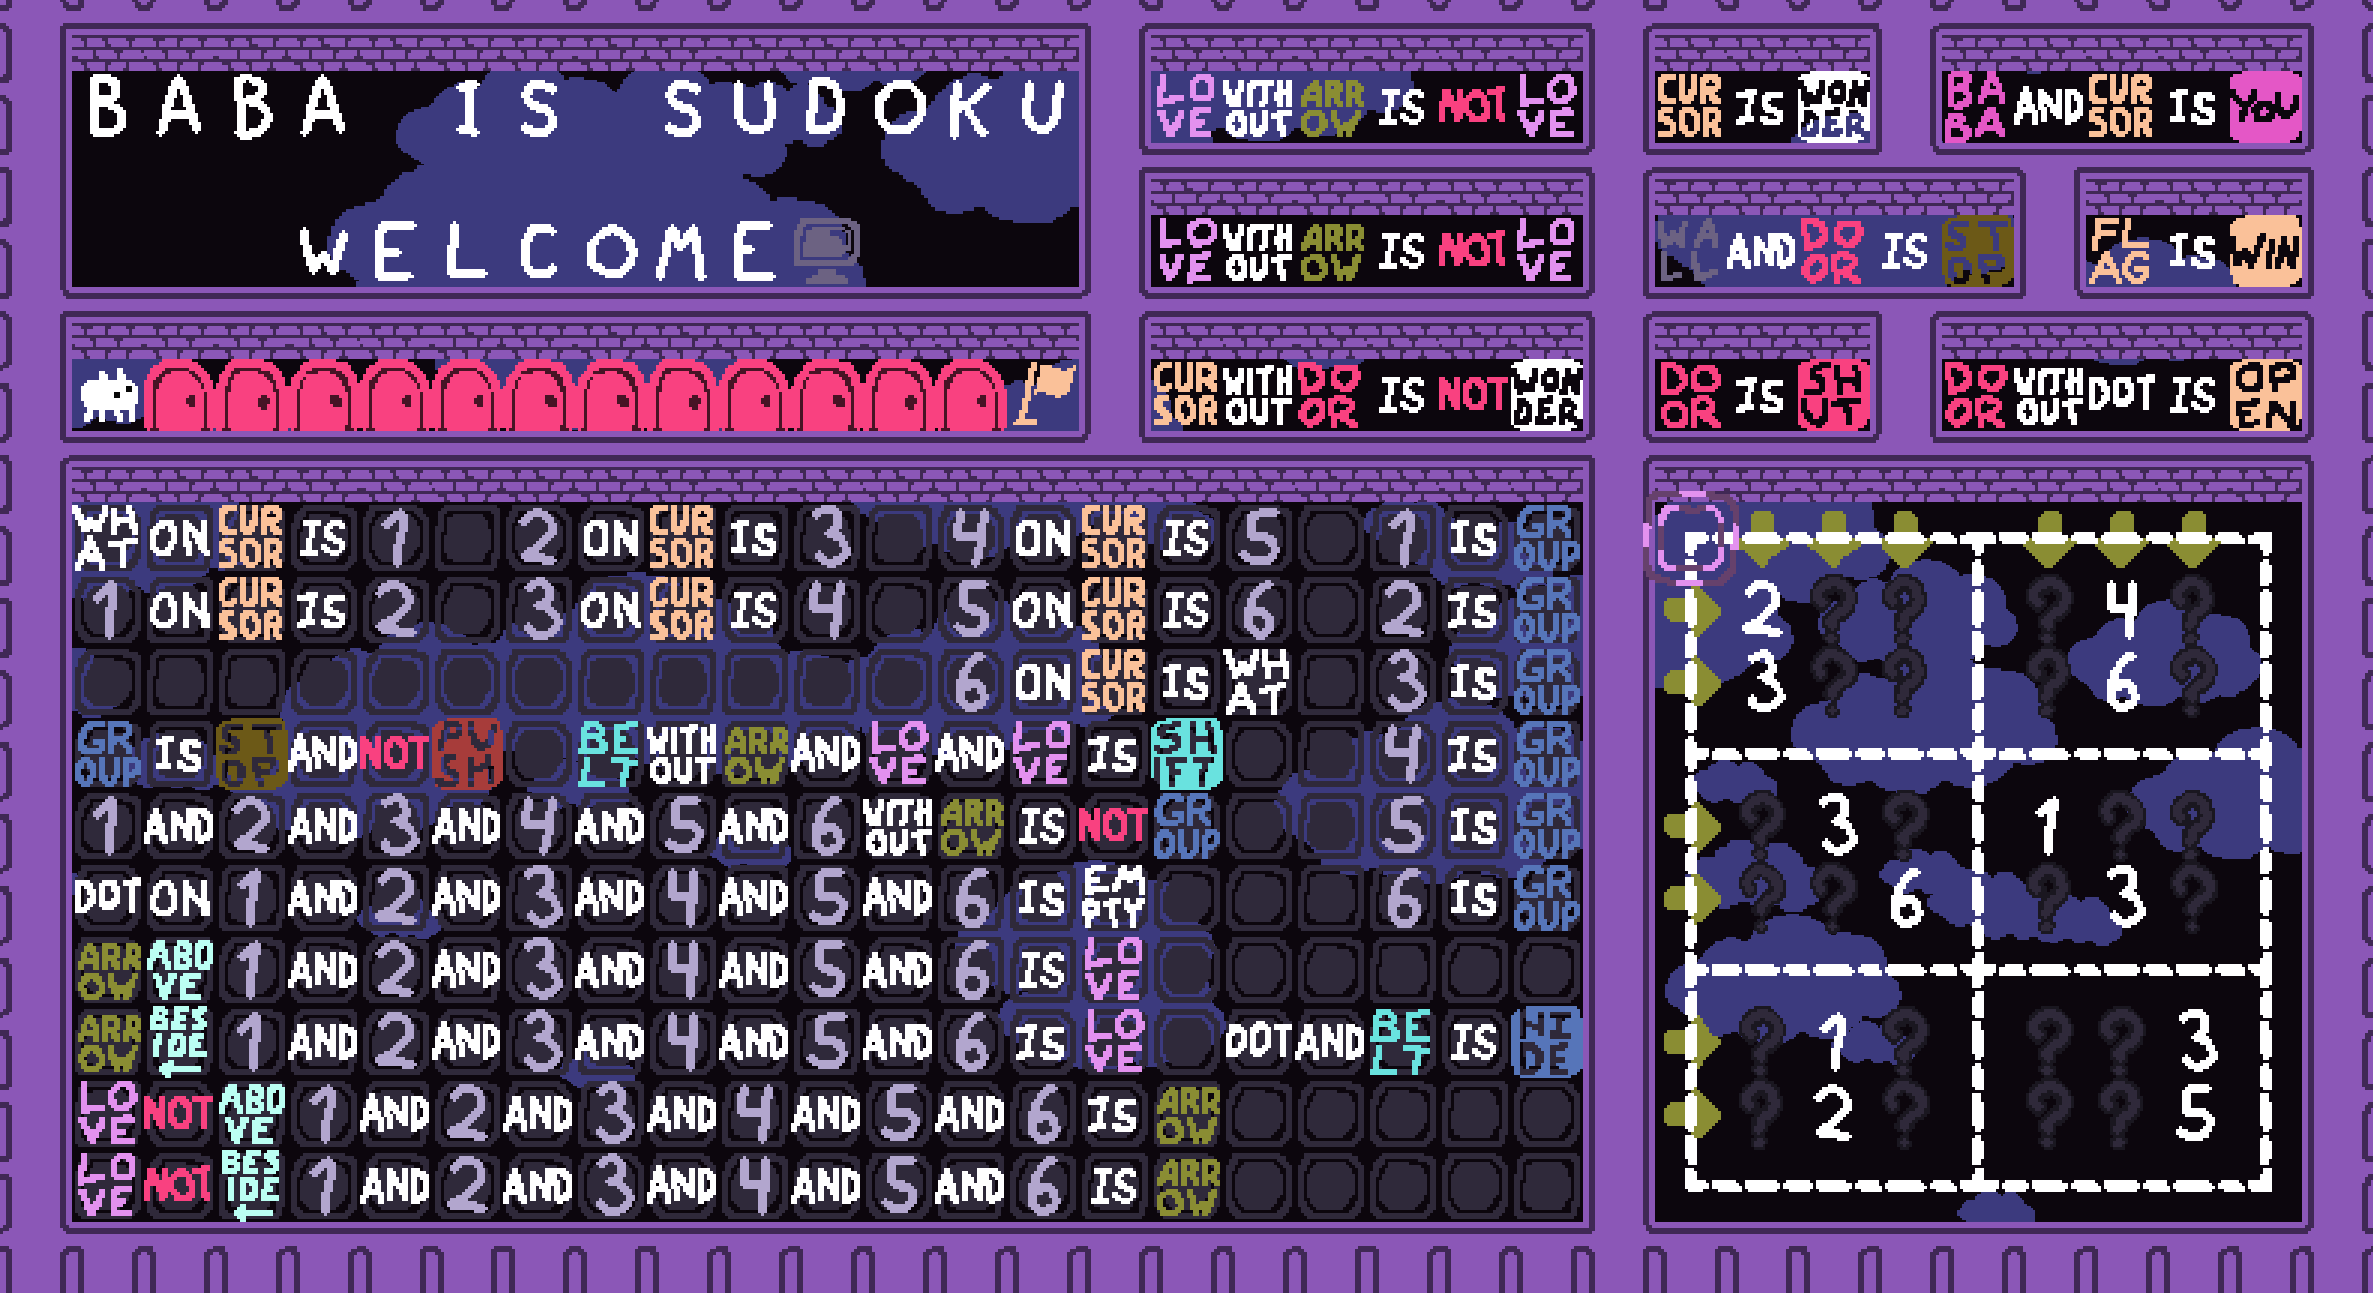 BABA IS SUDOKU
WELCOME
LOVE WITHOUT ARROW IS NOT LOVE
CURSOR IS WONDER
BABA AND CURSOR IS YOU
LOVE WITHOUT ARROW IS NOT LOVE
WALL AND DOOR IS STOP
FLAG IS WIN
CURSOR WITHOUT DOOR IS NOT WONDER
DOOR IS SHUT
DOOR WITHOUT DOT IS OPEN
WHAT ON CURSOR IS 1 2 ON CURSOR IS 3 4 ON CURSOR IS 5 1 IS GROUP
1 ON CURSOR IS 2 3 ON CURSOR IS 4 5 ON CURSOR IS 6 2 IS GROUP
6 ON CURSOR IS WHAT 3 IS GROUP
GROUP IS STOP AND NOT PUSH BELT WITHOUT ARROW AND LOVE AND LOVE IS SHIFT 4 IS GROUP
1 AND 2 AND 3 AND 4 AND 5 AND 6 WITHOUT ARROW IS NOT GROUP 5 IS GROUP
DOT ON 1 AND 2 AND 3 AND 4 AND 5 AND 6 IS EMPTY 6 IS GROUP
ARROW ABOVE 1 AND 2 AND 3 AND 4 AND 5 AND 6 IS LOVE
ARROW BESIDE 1 AND 2 AND 3 AND 4 AND 5 AND 6 IS LOVE DOT AND BELT IS HIDE
LOVE NOT ABOVE 1 AND 2 AND 3 AND 4 AND 5 AND 6 IS ARROW
LOVE NOT BESIDE 1 AND 2 AND 3 AND 4 AND 5 AND 6 IS ARROW
2 ? ? ? 4 ?
3 ? ? ? 6 ?
? 3 ? 1 ? ?
? ? 6 ? 3 ?
? 1 ? ? ? 3
? 2 ? ? ? 5